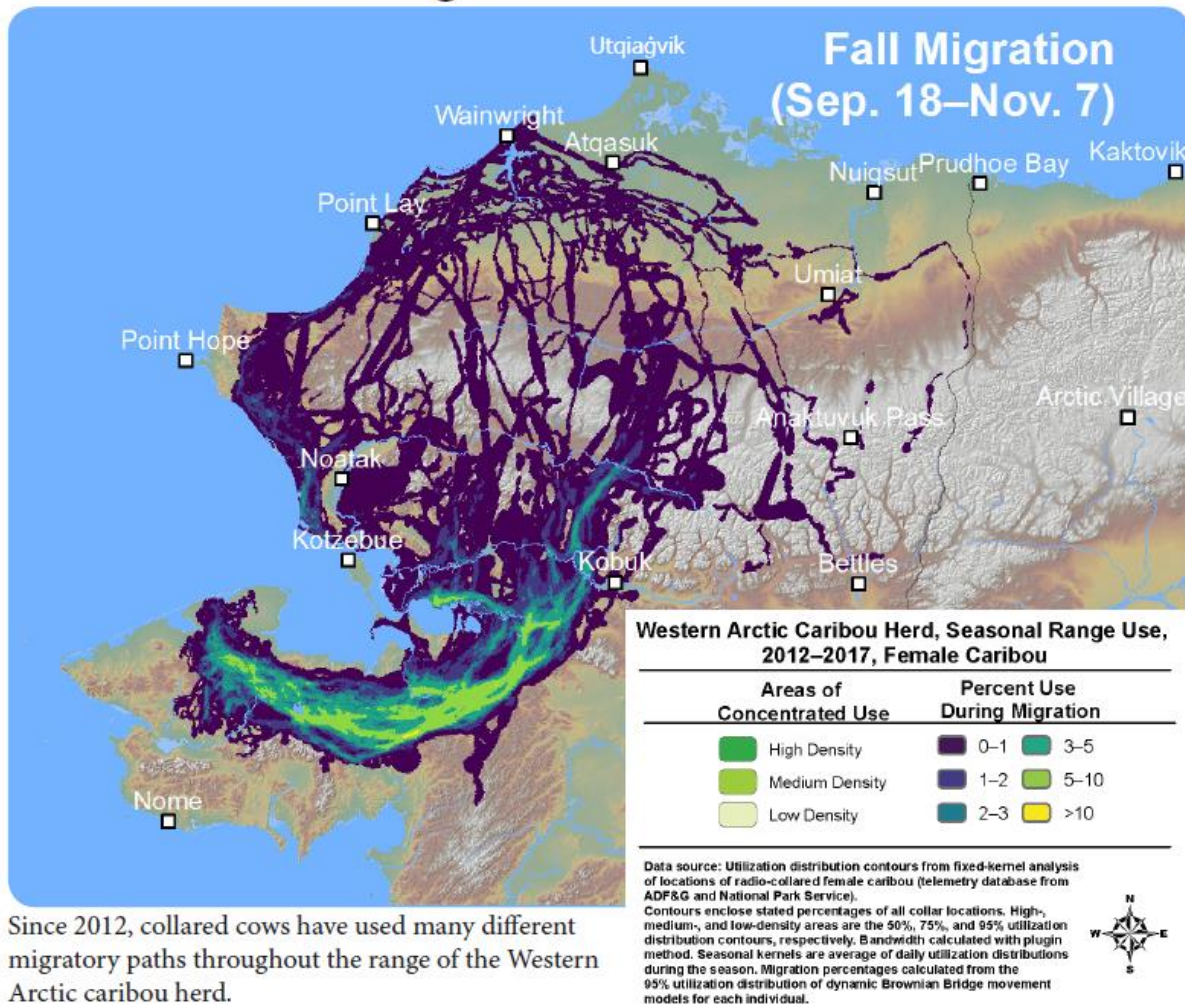 Fall Migration
(Sep. 18–Nov. 7)
Utqiaġvik
Wainwright
Atqasuk
Nuiqsut
Prudhoe Bay
Kaktovik
Point Lay
Umiat
Point Hope
Anaktuvuk Pass
Arctic Village
Noatak
Kotzebue
Kobuk
Bettles
Nome
Western Arctic Caribou Herd, Seasonal Range Use,
2012–2017, Female Caribou
Areas of
Concentrated Use
High Density
Medium Density
Low Density
Percent Use
During Migration
0–1
3–5
1–2
5–10
2–3
>10
Data source: Utilization distribution contours from fixed-kernel analysis
of locations of radio-collared female caribou (telemetry database from
ADF&G and National Park Service).
Contours enclose stated percentages of all collar locations. High-,
medium-, and low-density areas are the 50%, 75%, and 95% utilization
distribution contours, respectively. Bandwidth calculated with plugin
method. Seasonal kernels are average of daily utilization distributions
during the season. Migration percentages calculated from the
95% utilization distribution of dynamic Brownian Bridge movement
models for each individual.
N
W
E
S
Since 2012, collared cows have used many different
migratory paths throughout the range of the Western
Arctic caribou herd.